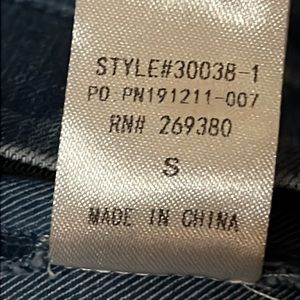 STYLE#30038-1
PO PN191211-007
RN# 269380
S
MADE IN CHINA